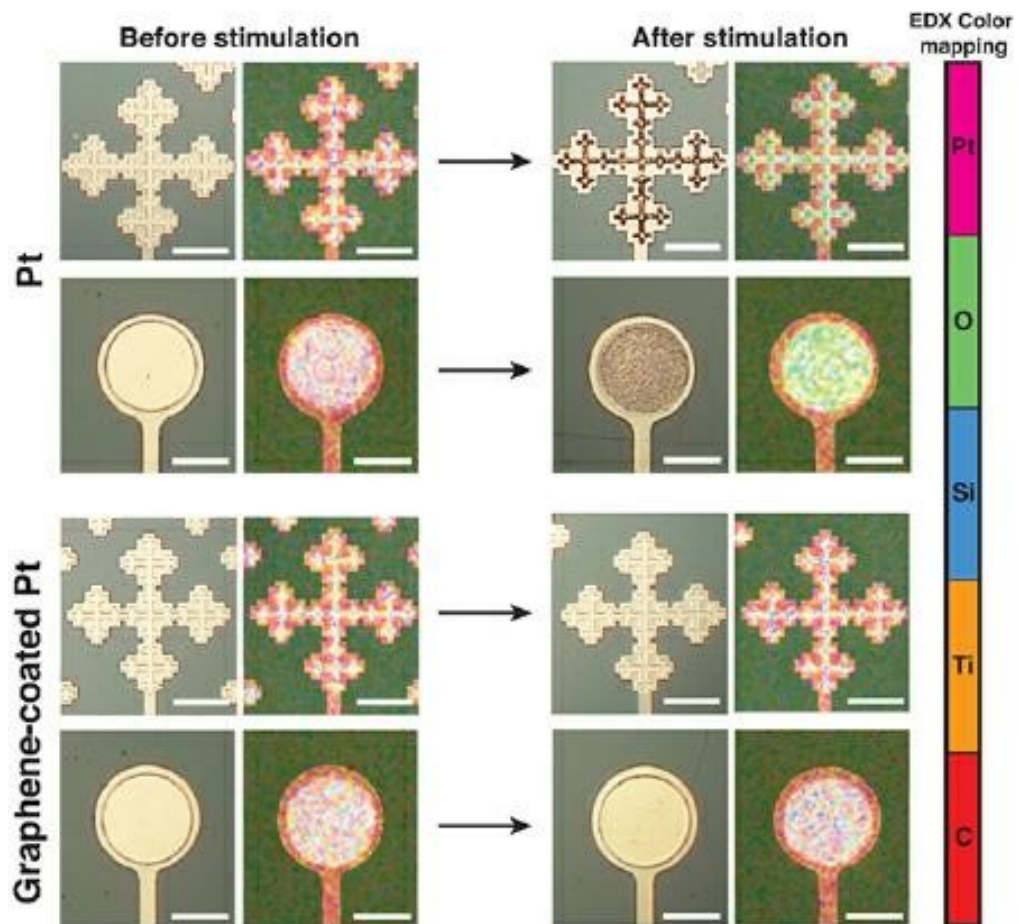 Before stimulation
After stimulation
EDX Color
mapping
Pt
Graphene-coated Pt
Pt
O
Si
Ti
C